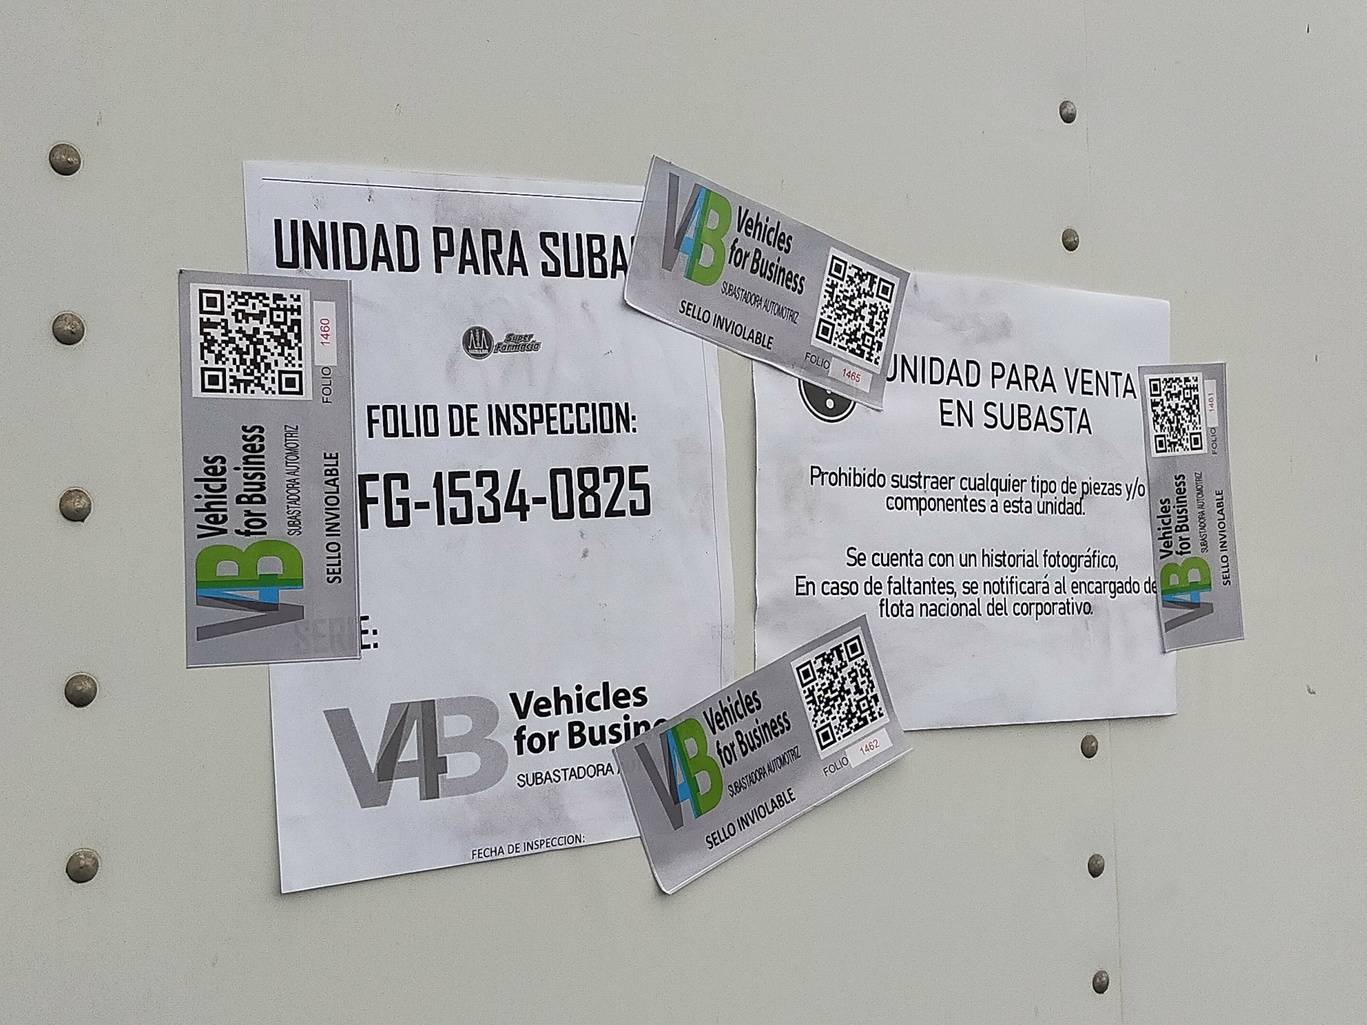 UNIDAD PARA SUBA
Super
Farmacia
FOLIO DE INSPECCION:
FG-1534-0825
SERIE:
V4B
Vehicles
for Busine
SUBASTADORA
FECHA DE INSPECCION:
V4B
Vehicles
for Business
SUBASTADORA AUTOMOTRIZ
SELLO INVIOLABLE
FOLIO 1460
V4B
Vehicles
for Business
SUBASTADORA AUTOMOTRIZ
SELLO INVIOLABLE
FOLIO 1465
UNIDAD PARA VENTA
EN SUBASTA
Prohibido sustraer cualquier tipo de piezas y/o
componentes a esta unidad.
Se cuenta con un historial fotográfico,
En caso de faltantes, se notificará al encargado de
flota nacional del corporativo.
V4B
Vehicles
for Business
SUBASTADORA AUTOMOTRIZ
SELLO INVIOLABLE
FOLIO 1461
V4B
Vehicles
for Business
SUBASTADORA AUTOMOTRIZ
SELLO INVIOLABLE
FOLIO 1462